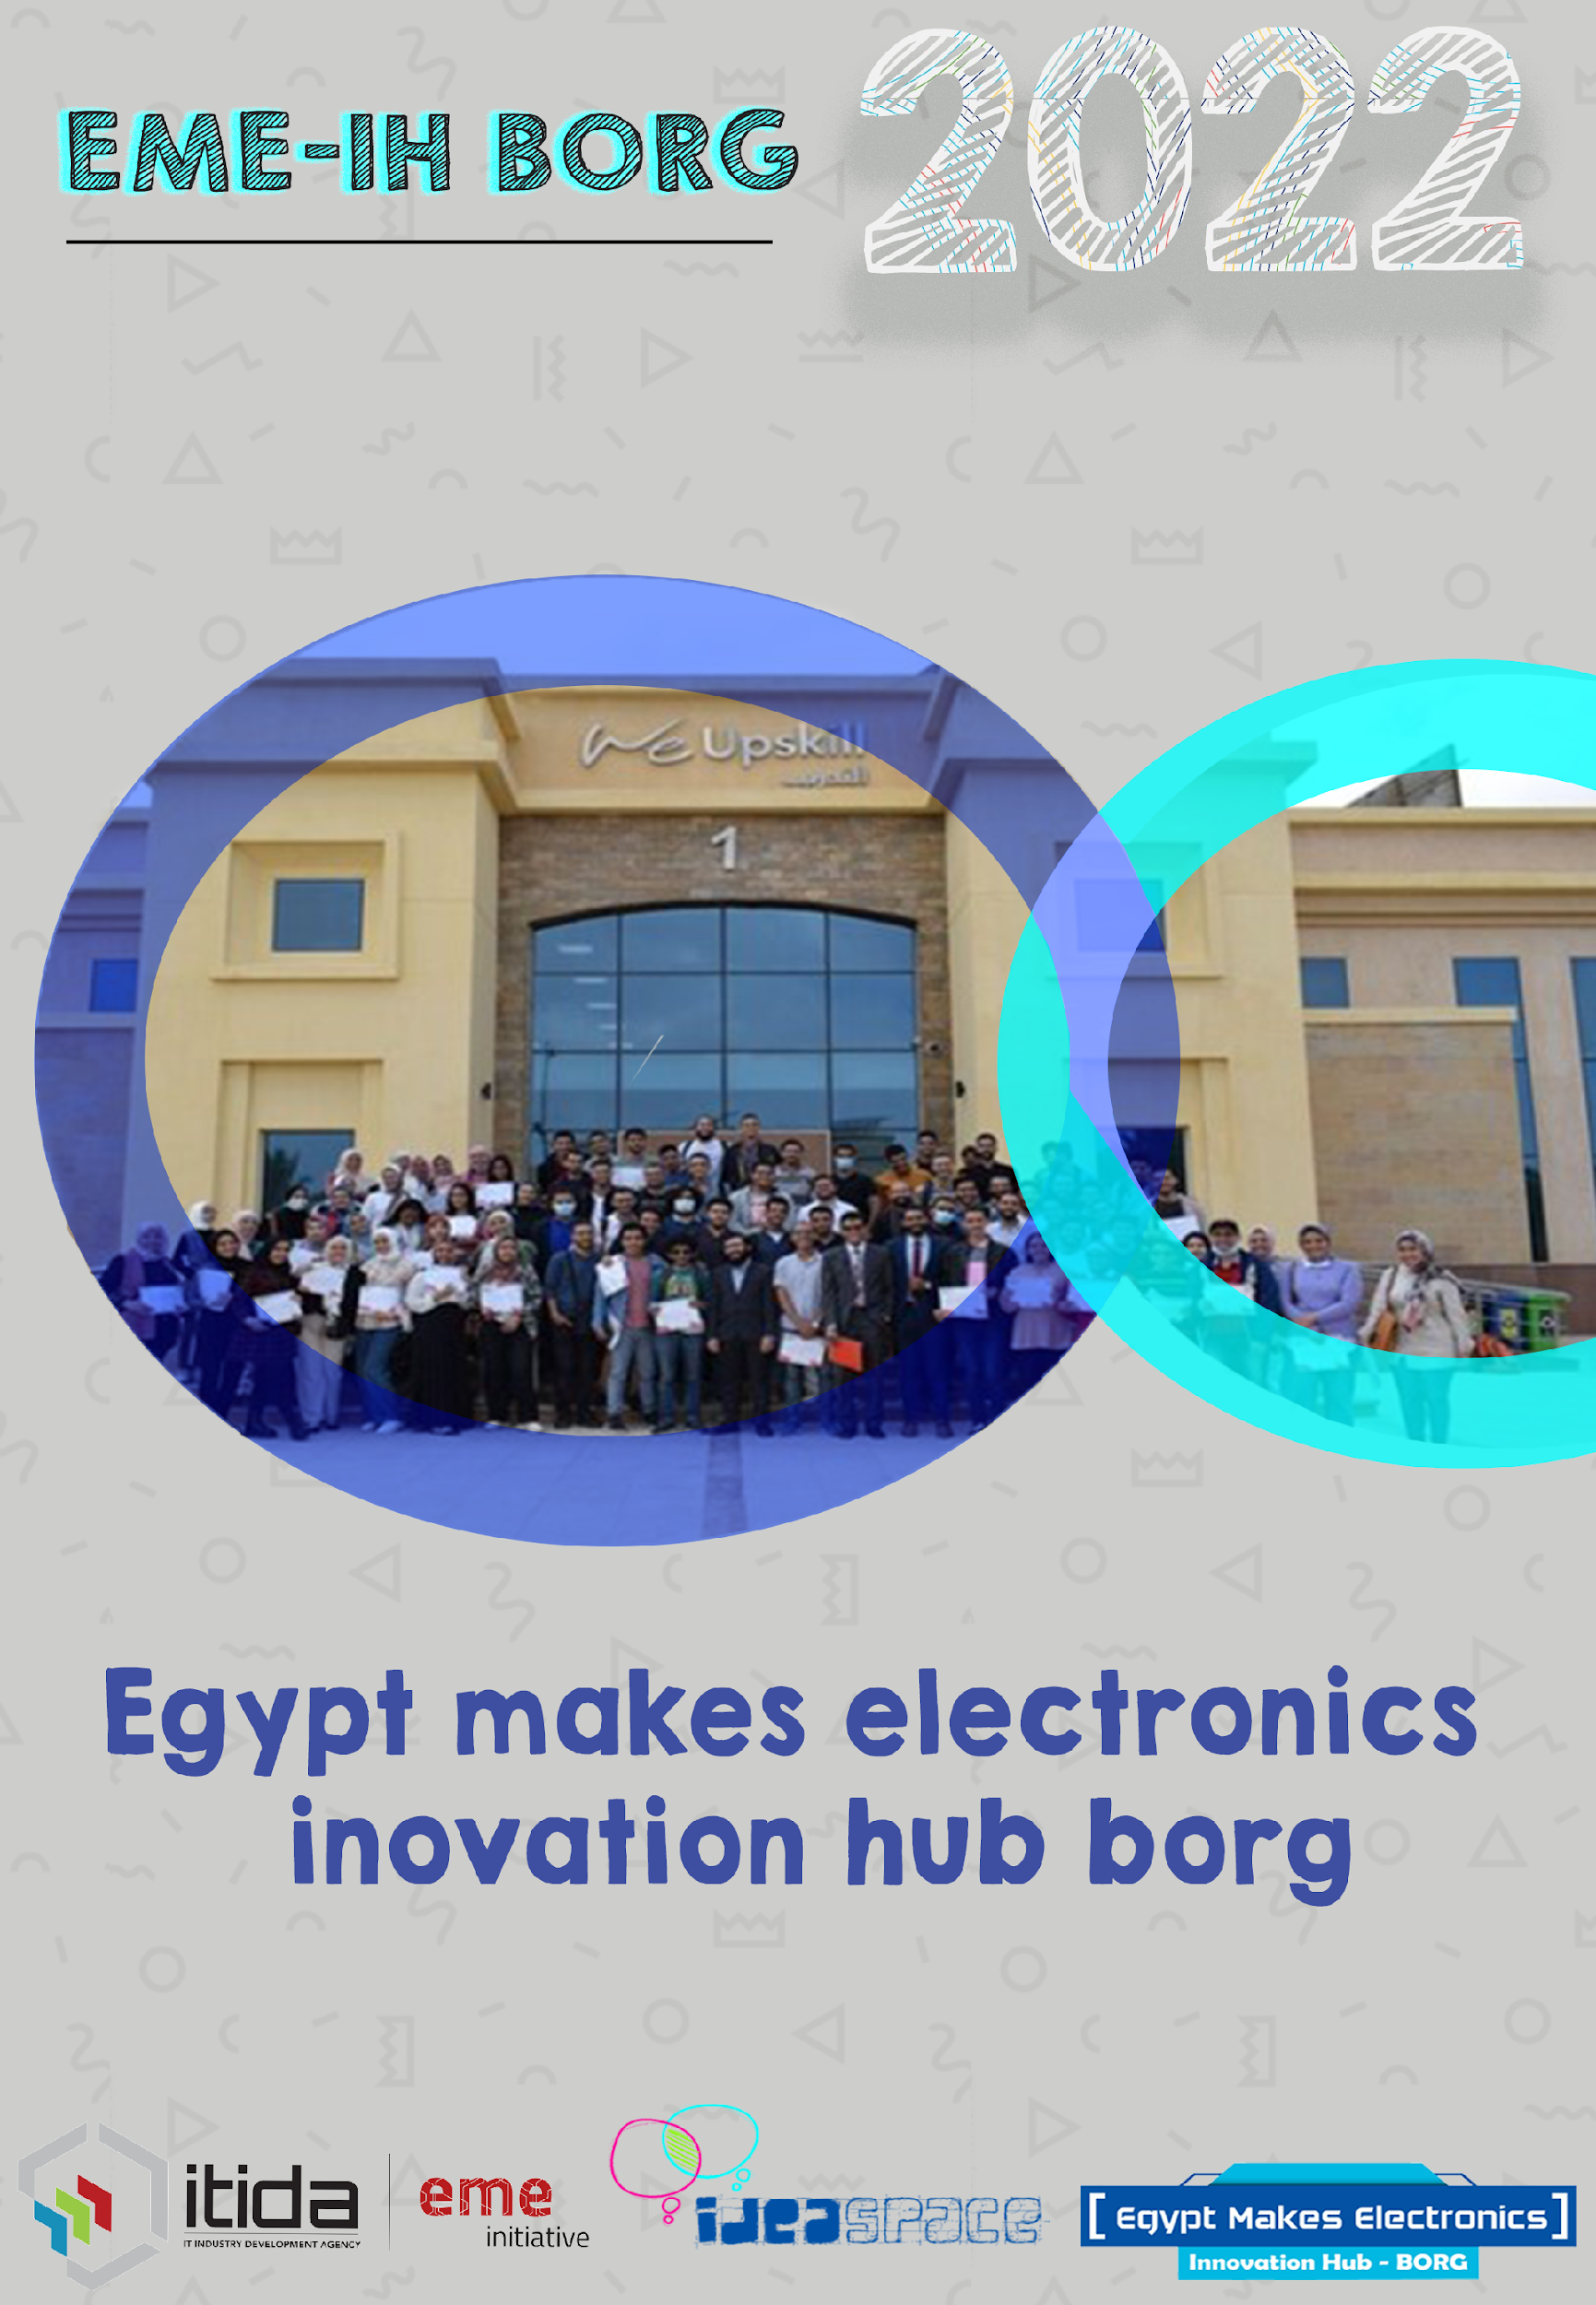 EME-IH BORG
2022
we Upskill
1
Egypt makes electronics
inovation hub borg
itida
IT INDUSTRY DEVELOPMENT AGENCY
eme
initiative
ideaspace
[Egypt Makes Electronics]
Innovation Hub - BORG